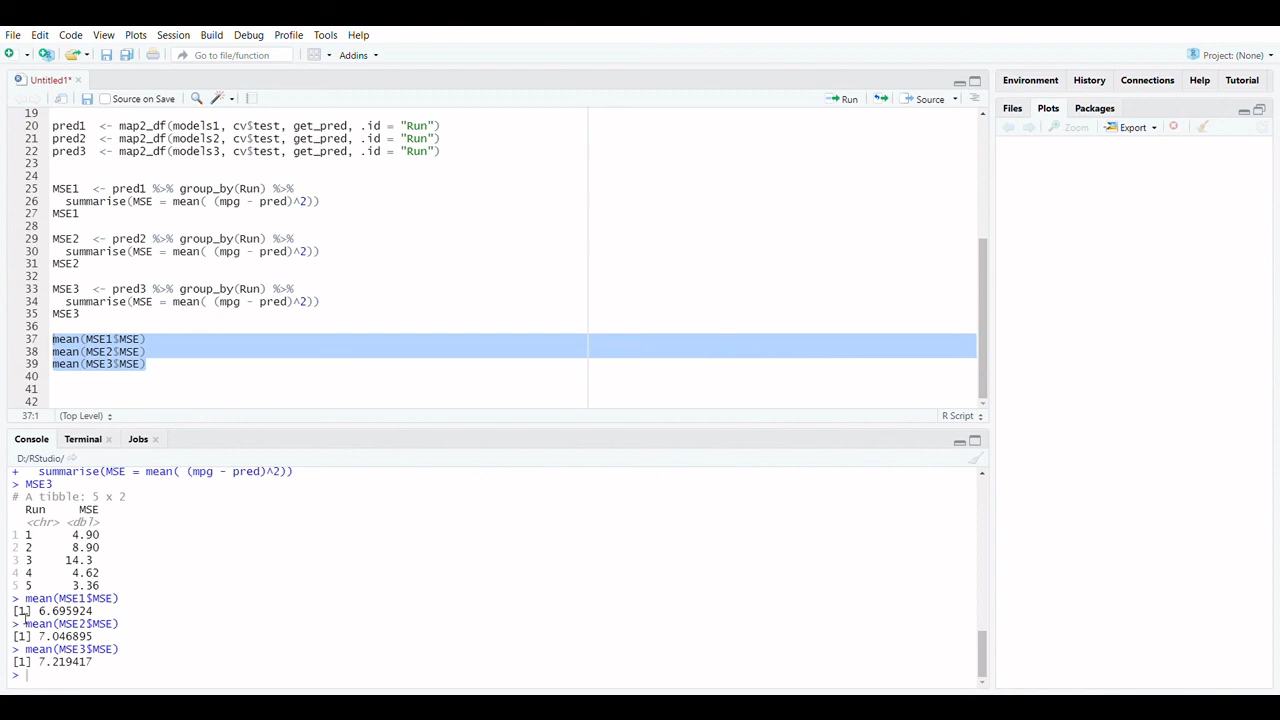 File Edit Code View Plots Session Build Debug Profile Tools Help
Go to file/function Addins Project: (None)
Untitled1* Environment History Connections Help Tutorial
Source on Save Run Source Files Plots Packages
Zoom Export
19
20 pred1 <- map2_df(models1, cv$test, get_pred, .id = "Run")
21 pred2 <- map2_df(models2, cv$test, get_pred, .id = "Run")
22 pred3 <- map2_df(models3, cv$test, get_pred, .id = "Run")
23
24
25 MSE1 <- pred1 %>% group_by(Run) %>%
26 summarise(MSE = mean( (mpg - pred)^2))
27 MSE1
28
29 MSE2 <- pred2 %>% group_by(Run) %>%
30 summarise(MSE = mean( (mpg - pred)^2))
31 MSE2
32
33 MSE3 <- pred3 %>% group_by(Run) %>%
34 summarise(MSE = mean( (mpg - pred)^2))
35 MSE3
36
37 mean(MSE1$MSE)
38 mean(MSE2$MSE)
39 mean(MSE3$MSE)
40
41
42
37:1 (Top Level) R Script
Console Terminal Jobs
D:/RStudio/
+ summarise(MSE = mean( (mpg - pred)^2))
> MSE3
# A tibble: 5 x 2
Run MSE
<chr> <dbl>
1 1 4.90
2 2 8.90
3 3 14.3
4 4 4.62
5 5 3.36
> mean(MSE1$MSE)
[1] 6.695924
> mean(MSE2$MSE)
[1] 7.046895
> mean(MSE3$MSE)
[1] 7.219417
>